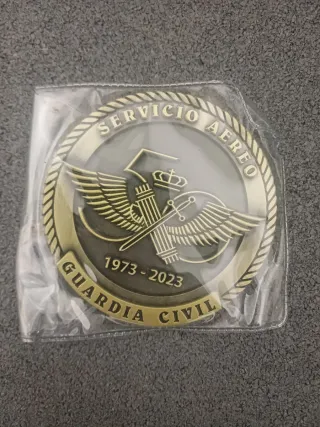 SERVICIO AEREO
1973 - 2023
GUARDIA CIVIL